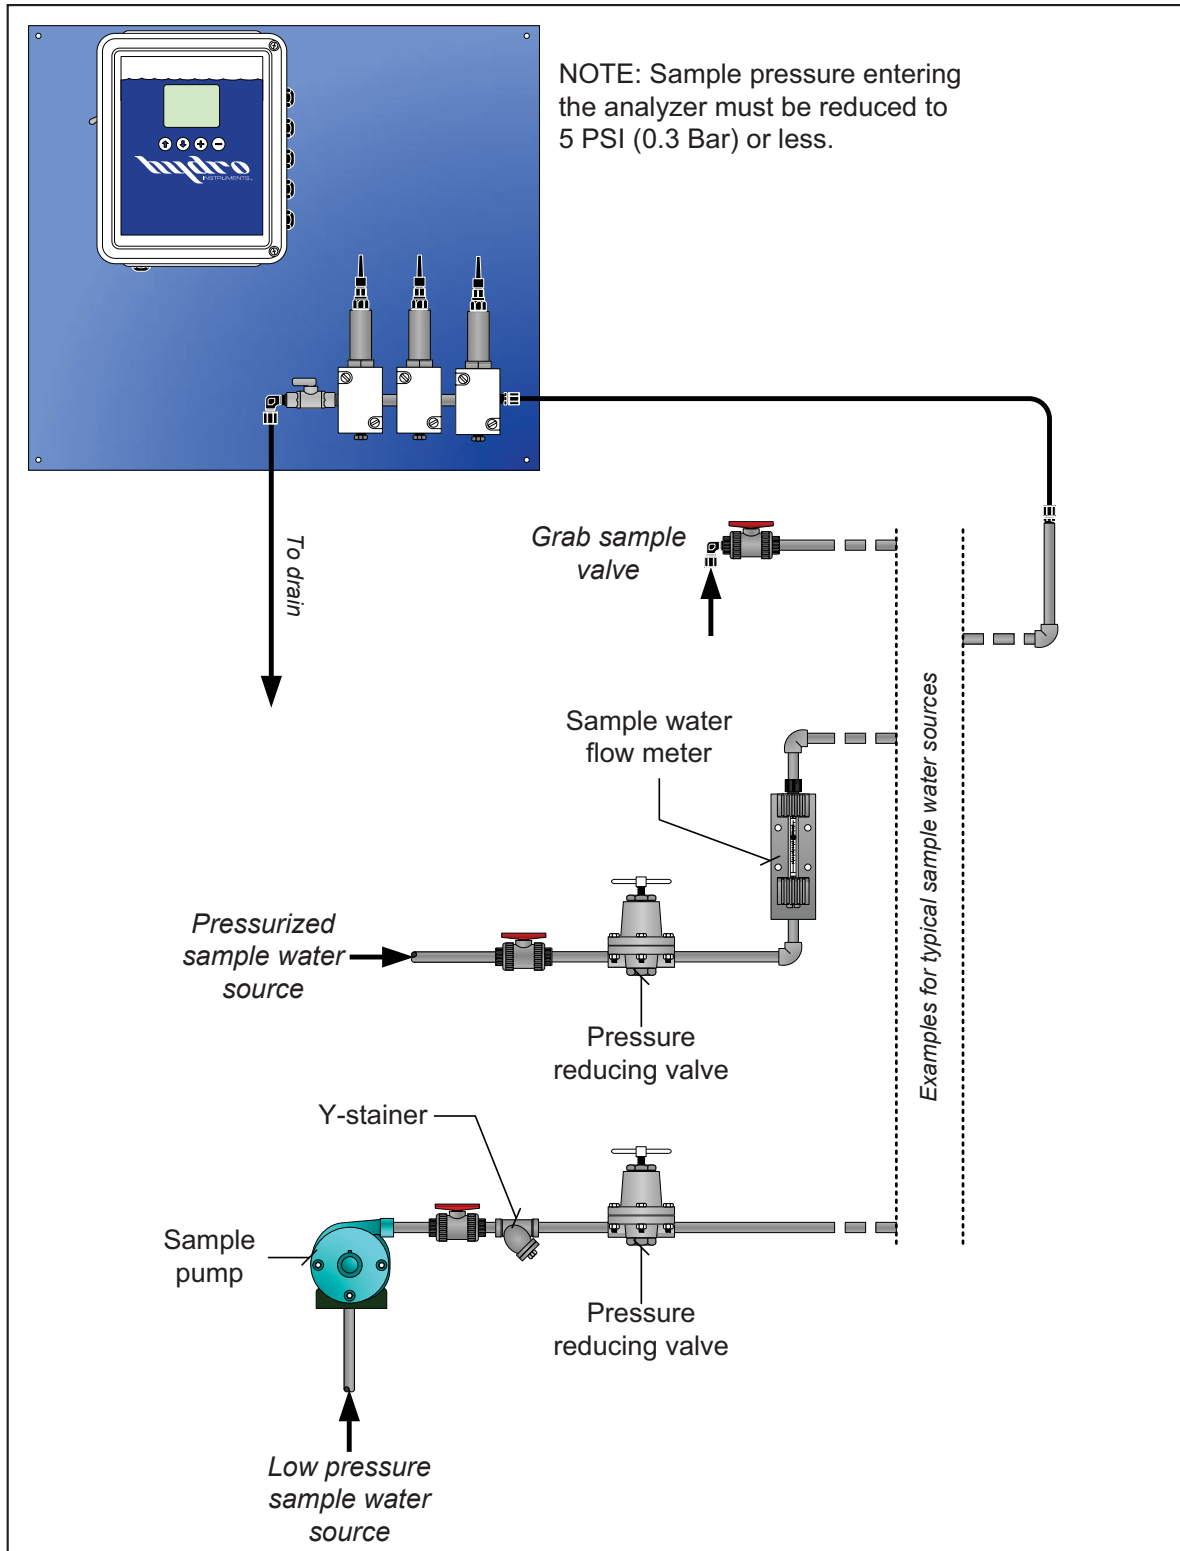 NOTE: Sample pressure entering
the analyzer must be reduced to
5 PSI (0.3 Bar) or less.
hydro
INSTRUMENTS
To drain
Grab sample
valve
Examples for typical sample water sources
Sample water
flow meter
Pressurized
sample water
source
Pressure
reducing valve
Y-stainer
Sample
pump
Pressure
reducing valve
Low pressure
sample water
source